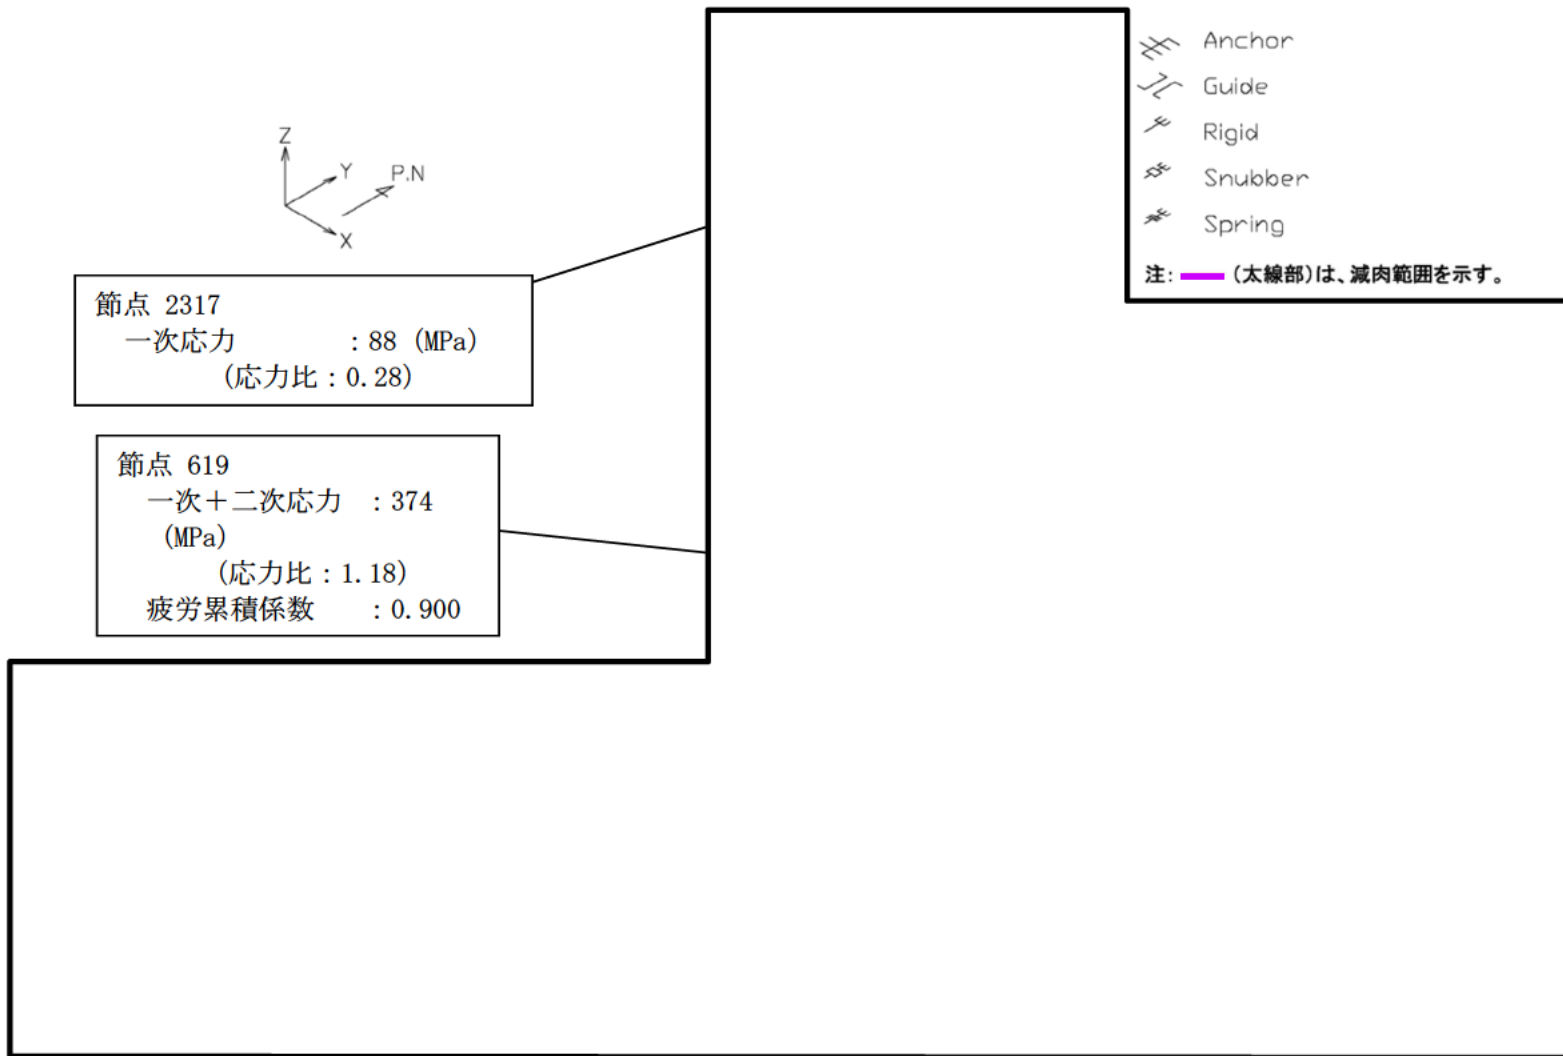 Z
Y
P.N
X
節点 2317
一次応力 : 88 (MPa)
(応力比 : 0.28)
節点 619
一次＋二次応力 : 374
(MPa)
(応力比 : 1.18)
疲労累積係数 : 0.900
Anchor
Guide
Rigid
Snubber
Spring
注: (太線部)は、減肉範囲を示す。